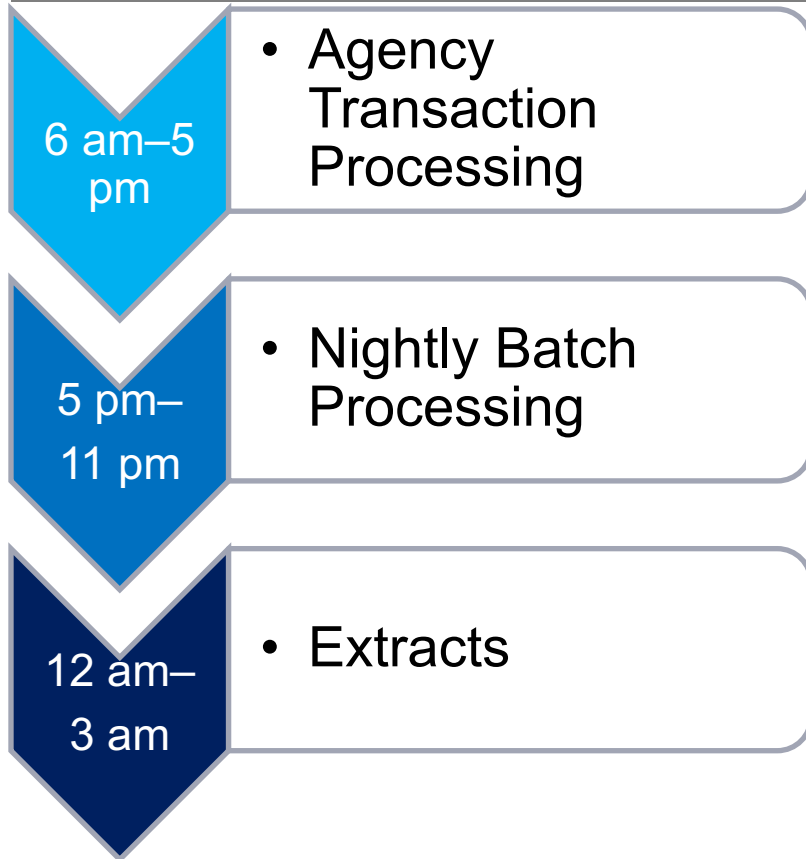 6 am–5
pm
• Agency
Transaction
Processing
5 pm–
11 pm
• Nightly Batch
Processing
12 am–
3 am
• Extracts